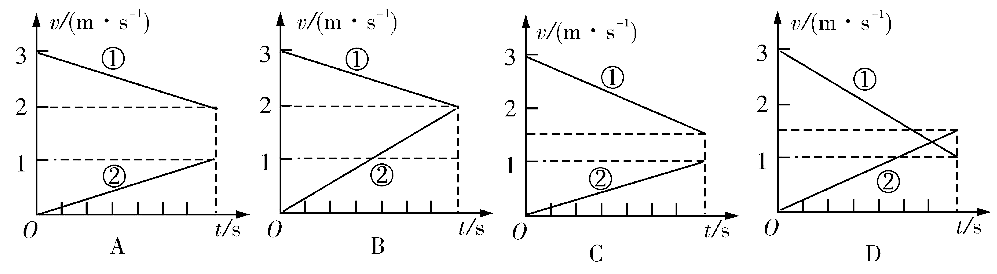 v/(m·s⁻¹)
3
①
2
1
②
O
t/s
A
v/(m·s⁻¹)
3
①
2
1
②
O
t/s
B
v/(m·s⁻¹)
3
①
2
1
②
O
t/s
C
v/(m·s⁻¹)
3
①
2
1
②
O
t/s
D